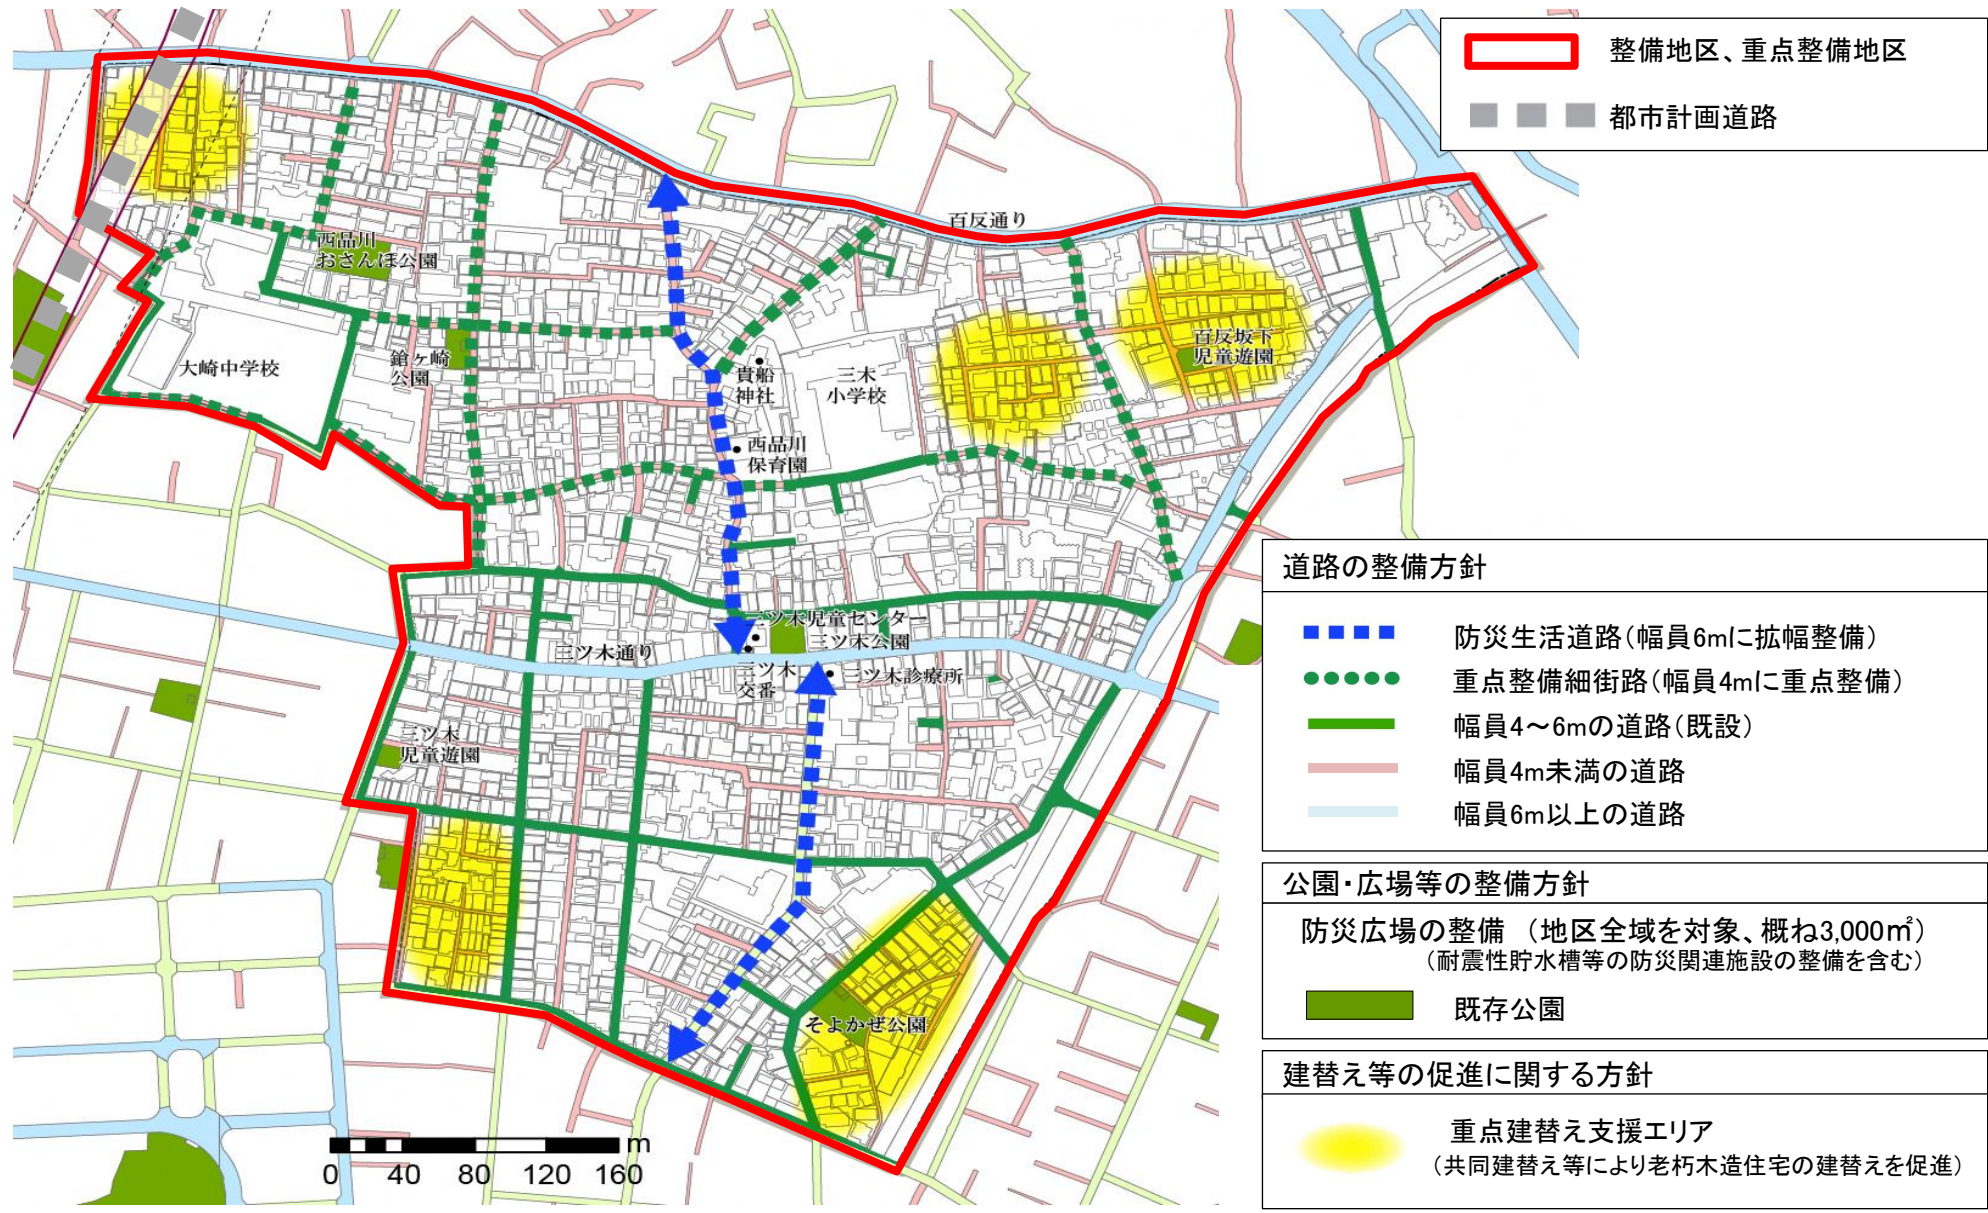 整備地区、重点整備地区
都市計画道路
百反通り
西品川
おさんぽ公園
大崎中学校
鎗ヶ崎
公園
貴船
神社
三木
小学校
百反坂下
児童遊園
西品川
保育園
三ツ木児童センター
三ツ木公園
三ツ木通り
三ツ木
交番
三ツ木診療所
三ツ木
児童遊園
そよかぜ公園
m
0 40 80 120 160
道路の整備方針
防災生活道路(幅員6mに拡幅整備)
重点整備細街路(幅員4mに重点整備)
幅員4～6mの道路(既設)
幅員4m未満の道路
幅員6m以上の道路
公園・広場等の整備方針
防災広場の整備 （地区全域を対象、概ね3,000㎡）
（耐震性貯水槽等の防災関連施設の整備を含む）
既存公園
建替え等の促進に関する方針
重点建替え支援エリア
（共同建替え等により老朽木造住宅の建替えを促進）